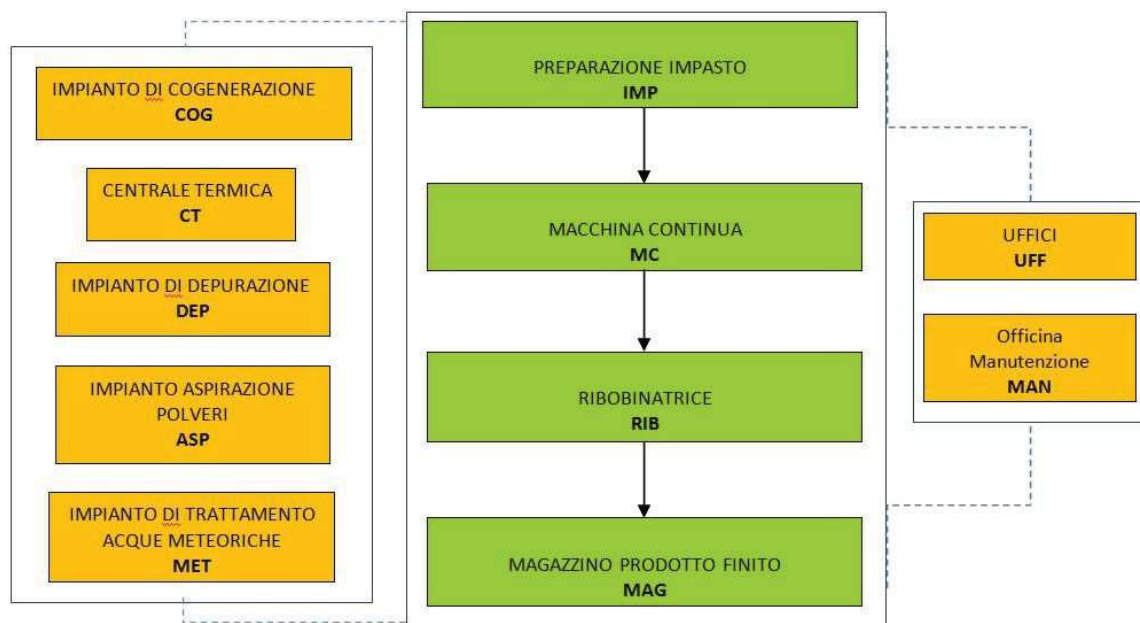 IMPIANTO DI COGENERAZIONE
COG
CENTRALE TERMICA
CT
IMPIANTO DI DEPURAZIONE
DEP
IMPIANTO ASPIRAZIONE
POLVERI
ASP
IMPIANTO DI TRATTAMENTO
ACQUE METEORICHE
MET
PREPARAZIONE IMPASTO
IMP
MACCHINA CONTINUA
MC
RIBOBINATRICE
RIB
MAGAZZINO PRODOTTO FINITO
MAG
UFFICI
UFF
Officina
Manutenzione
MAN